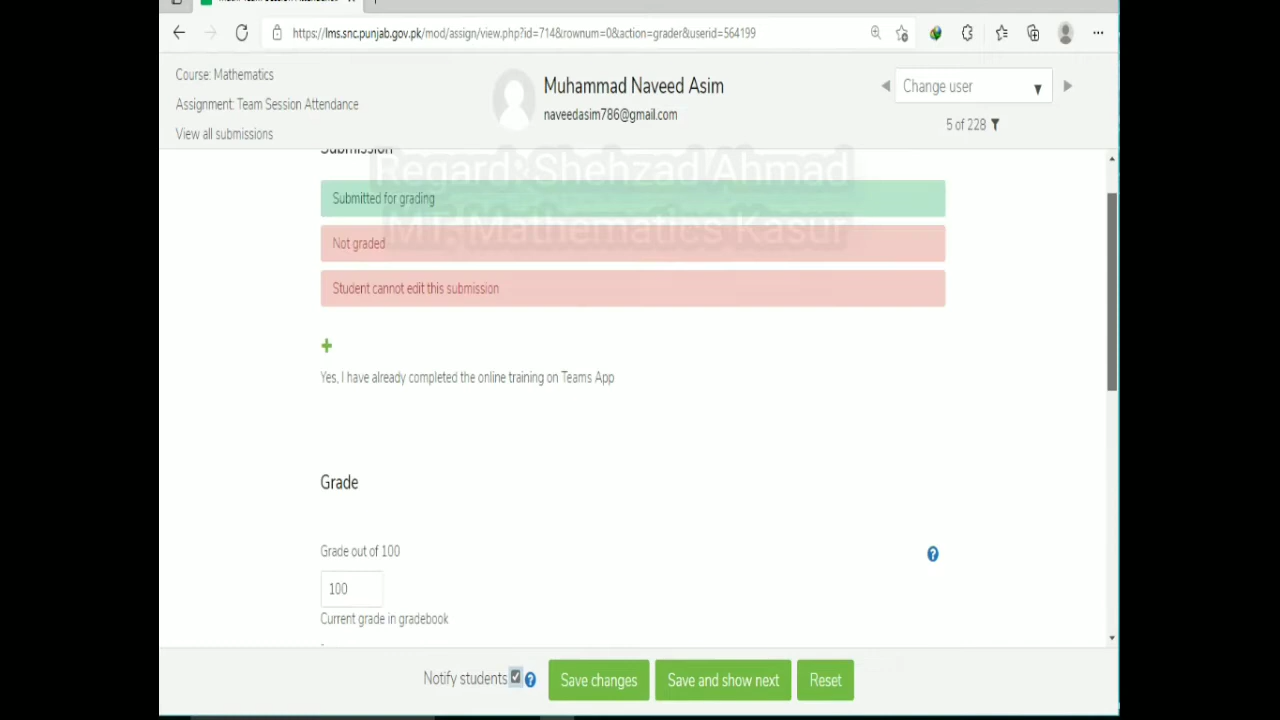 https://lms.snc.punjab.gov.pk/mod/assign/view.php?id=714&rownum=0&action=grader&userid=564199
Course: Mathematics
Assignment: Team Session Attendance
View all submissions
Muhammad Naveed Asim
naveedasim786@gmail.com
Change user
5 of 228
Submission
Regard: Shehzad Ahmad
MT, Mathematics Kasur
Submitted for grading
Not graded
Student cannot edit this submission
Yes, I have already completed the online training on Teams App
Grade
Grade out of 100
100
Current grade in gradebook
Notify students
Save changes
Save and show next
Reset